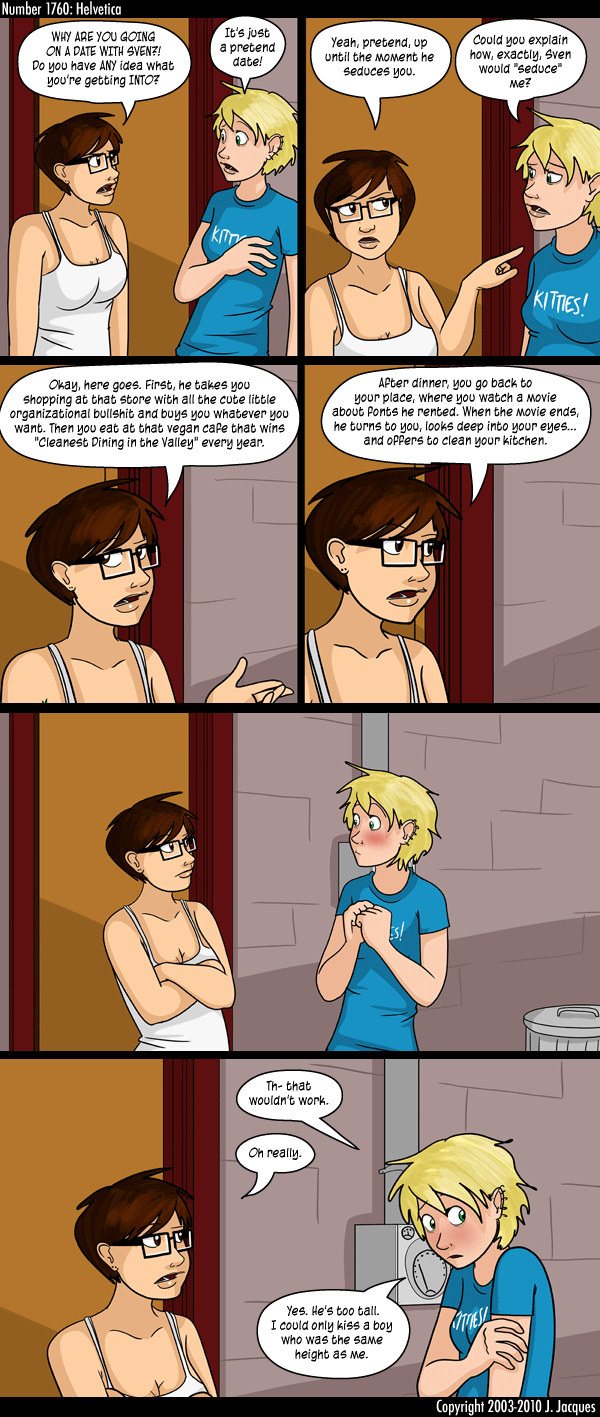 Number 1760: Helvetica
WHY ARE YOU GOING
ON A DATE WITH SVEN?!
Do you have ANY idea what
you're getting INTO?
It's just
a pretend
date!
KITTIES!
Yeah, pretend, up
until the moment he
seduces you.
Could you explain
how, exactly, Sven
would "seduce"
me?
KITTIES!
Okay, here goes. First, he takes you
shopping at that store with all the cute little
organizational bullshit and buys you whatever you
want. Then you eat at that vegan cafe that wins
"Cleanest Dining in the Valley" every year.
After dinner, you go back to
your place, where you watch a movie
about fonts he rented. When the movie ends,
he turns to you, looks deep into your eyes...
and offers to clean your kitchen.
ES!
Th- that
wouldn't work.
Oh really.
Yes. He's too tall.
I could only kiss a boy
who was the same
height as me.
KITTIES!
Copyright 2003-2010 J. Jacques